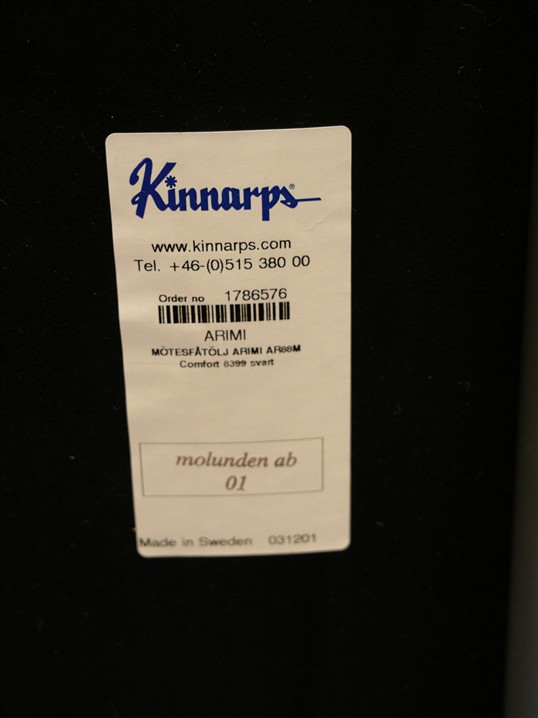 Kinnarps®
www.kinnarps.com
Tel. +46-(0)515 380 00
Order no 1786576
ARIMI
MÖTESFÅTÖLJ ARIMI AR88M
Comfort 8399 svart
molunden ab
01
Made in Sweden 031201